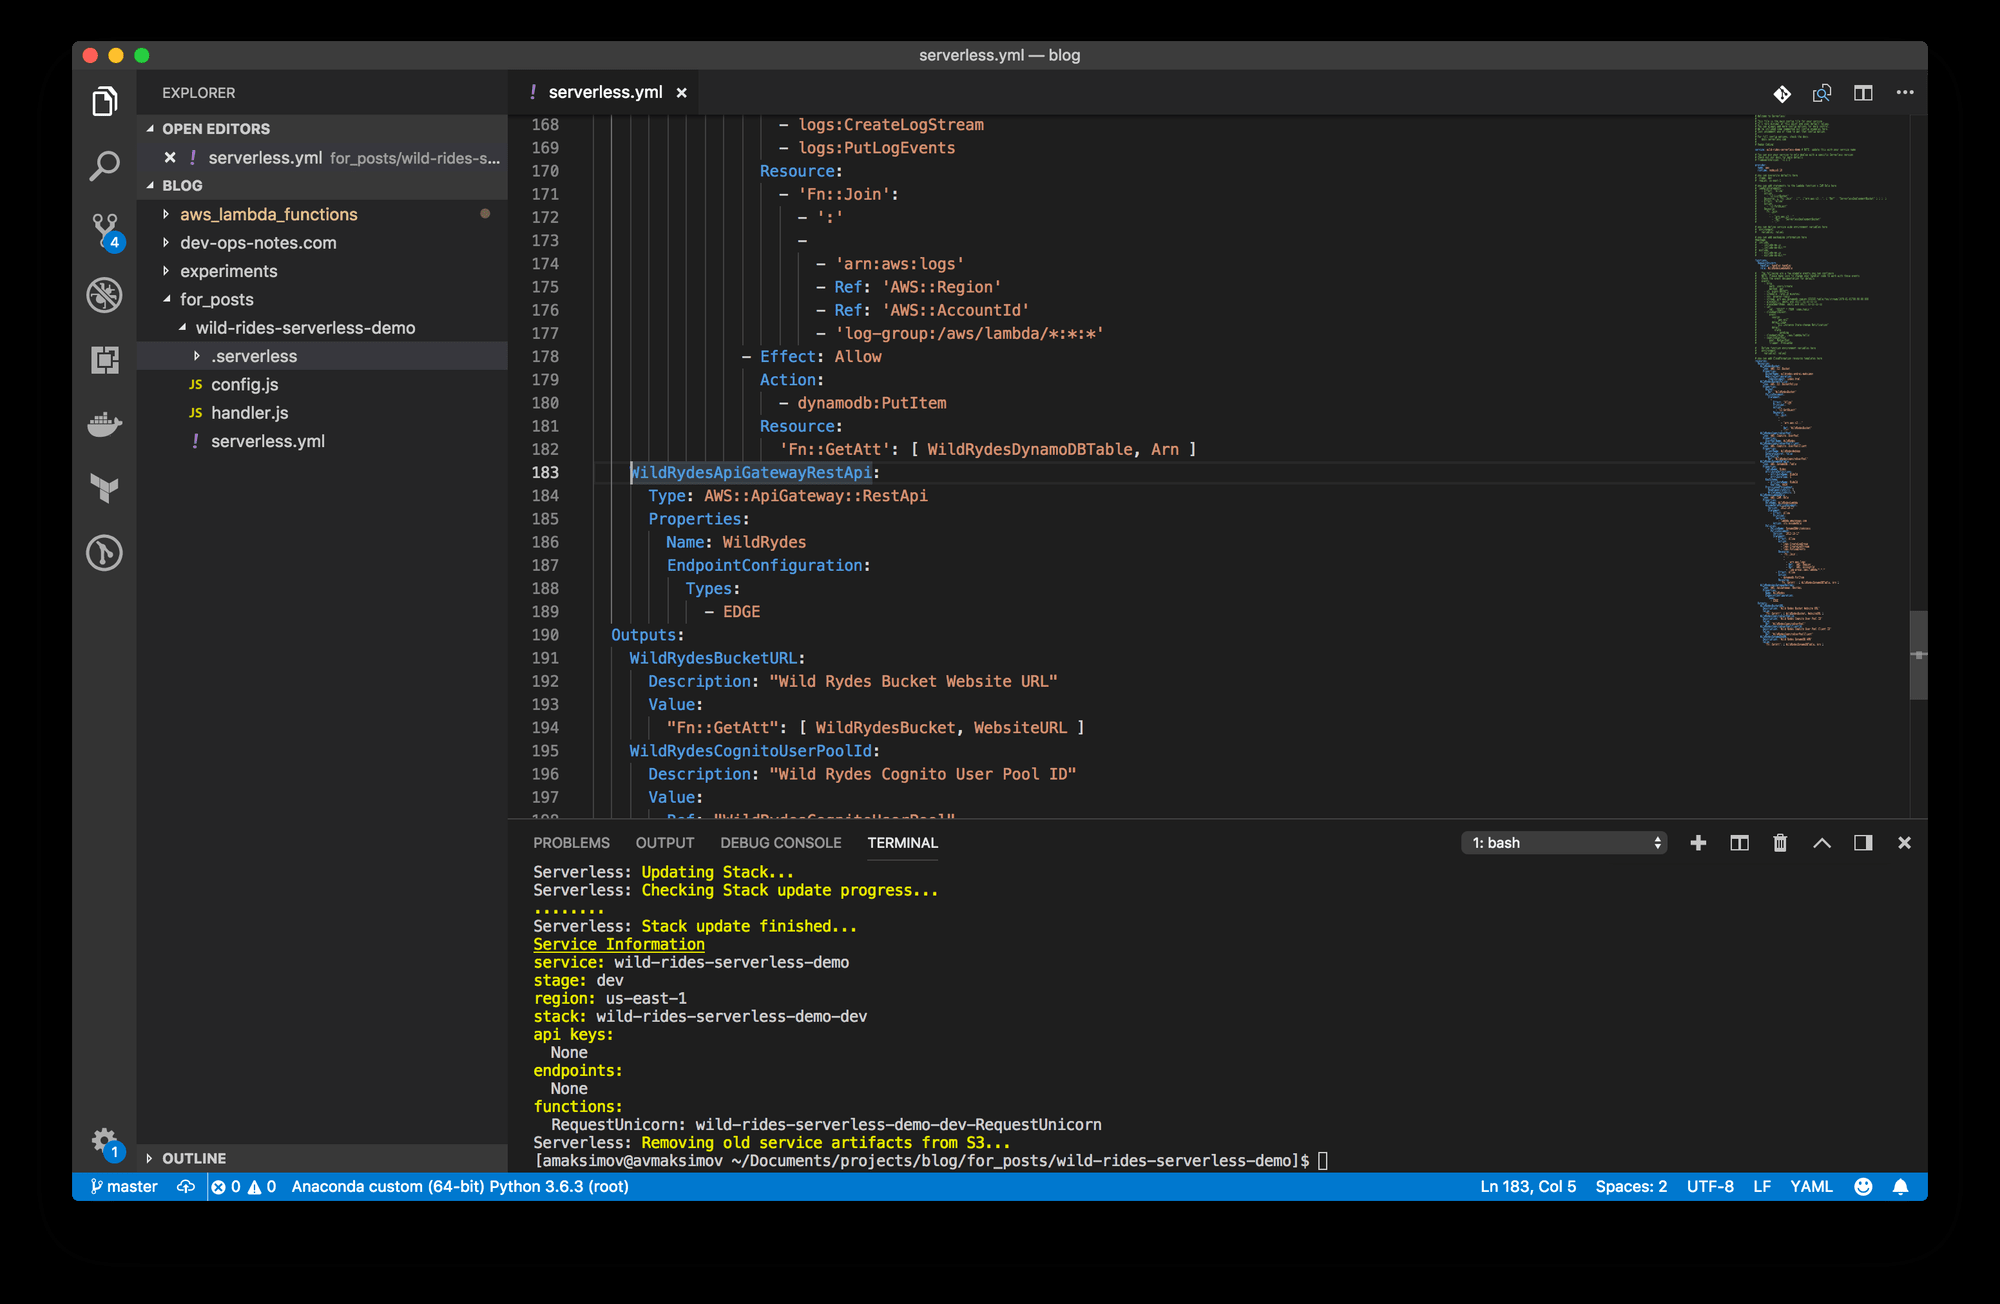 serverless.yml — blog
EXPLORER
OPEN EDITORS
serverless.yml for_posts/wild-rides-s...
BLOG
aws_lambda_functions
dev-ops-notes.com
experiments
for_posts
wild-rides-serverless-demo
.serverless
JS config.js
JS handler.js
! serverless.yml
4
1
OUTLINE
! serverless.yml
168 - logs:CreateLogStream
169 - logs:PutLogEvents
170 Resource:
171 - 'Fn::Join':
172 - ':'
173 -
174 - 'arn:aws:logs'
175 - Ref: 'AWS::Region'
176 - Ref: 'AWS::AccountId'
177 - 'log-group:/aws/lambda/*:*:*'
178 - Effect: Allow
179 Action:
180 - dynamodb:PutItem
181 Resource:
182 'Fn::GetAtt': [ WildRydesDynamoDBTable, Arn ]
183 WildRydesApiGatewayRestApi:
184 Type: AWS::ApiGateway::RestApi
185 Properties:
186 Name: WildRydes
187 EndpointConfiguration:
188 Types:
189 - EDGE
190 Outputs:
191 WildRydesBucketURL:
192 Description: "Wild Rydes Bucket Website URL"
193 Value:
194 "Fn::GetAtt": [ WildRydesBucket, WebsiteURL ]
195 WildRydesCognitoUserPoolId:
196 Description: "Wild Rydes Cognito User Pool ID"
197 Value:
198 Ref: "WildRydesCognitoUserPool"
PROBLEMS OUTPUT DEBUG CONSOLE TERMINAL 1: bash
Serverless: Updating Stack...
Serverless: Checking Stack update progress...
........
Serverless: Stack update finished...
Service Information
service: wild-rides-serverless-demo
stage: dev
region: us-east-1
stack: wild-rides-serverless-demo-dev
api keys:
None
endpoints:
None
functions:
RequestUnicorn: wild-rides-serverless-demo-dev-RequestUnicorn
Serverless: Removing old service artifacts from S3...
[amaksimov@avmaksimov ~/Documents/projects/blog/for_posts/wild-rides-serverless-demo]$
master 0 0 Anaconda custom (64-bit) Python 3.6.3 (root) Ln 183, Col 5 Spaces: 2 UTF-8 LF YAML